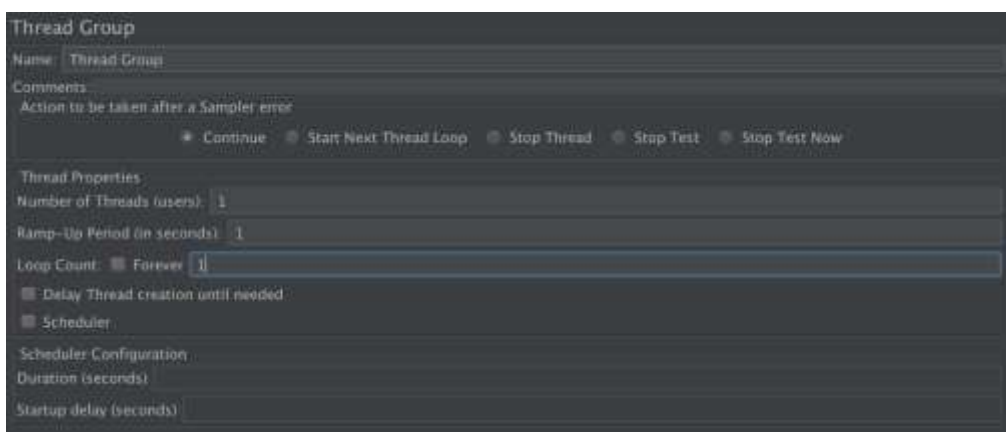 Thread Group
Name: Thread Group
Comments
Action to be taken after a Sampler error
Continue Start Next Thread Loop Stop Thread Stop Test Stop Test Now
Thread Properties
Number of Threads (users): 1
Ramp-Up Period (in seconds): 1
Loop Count: Forever 1
Delay Thread creation until needed
Scheduler
Scheduler Configuration
Duration (seconds)
Startup delay (seconds)